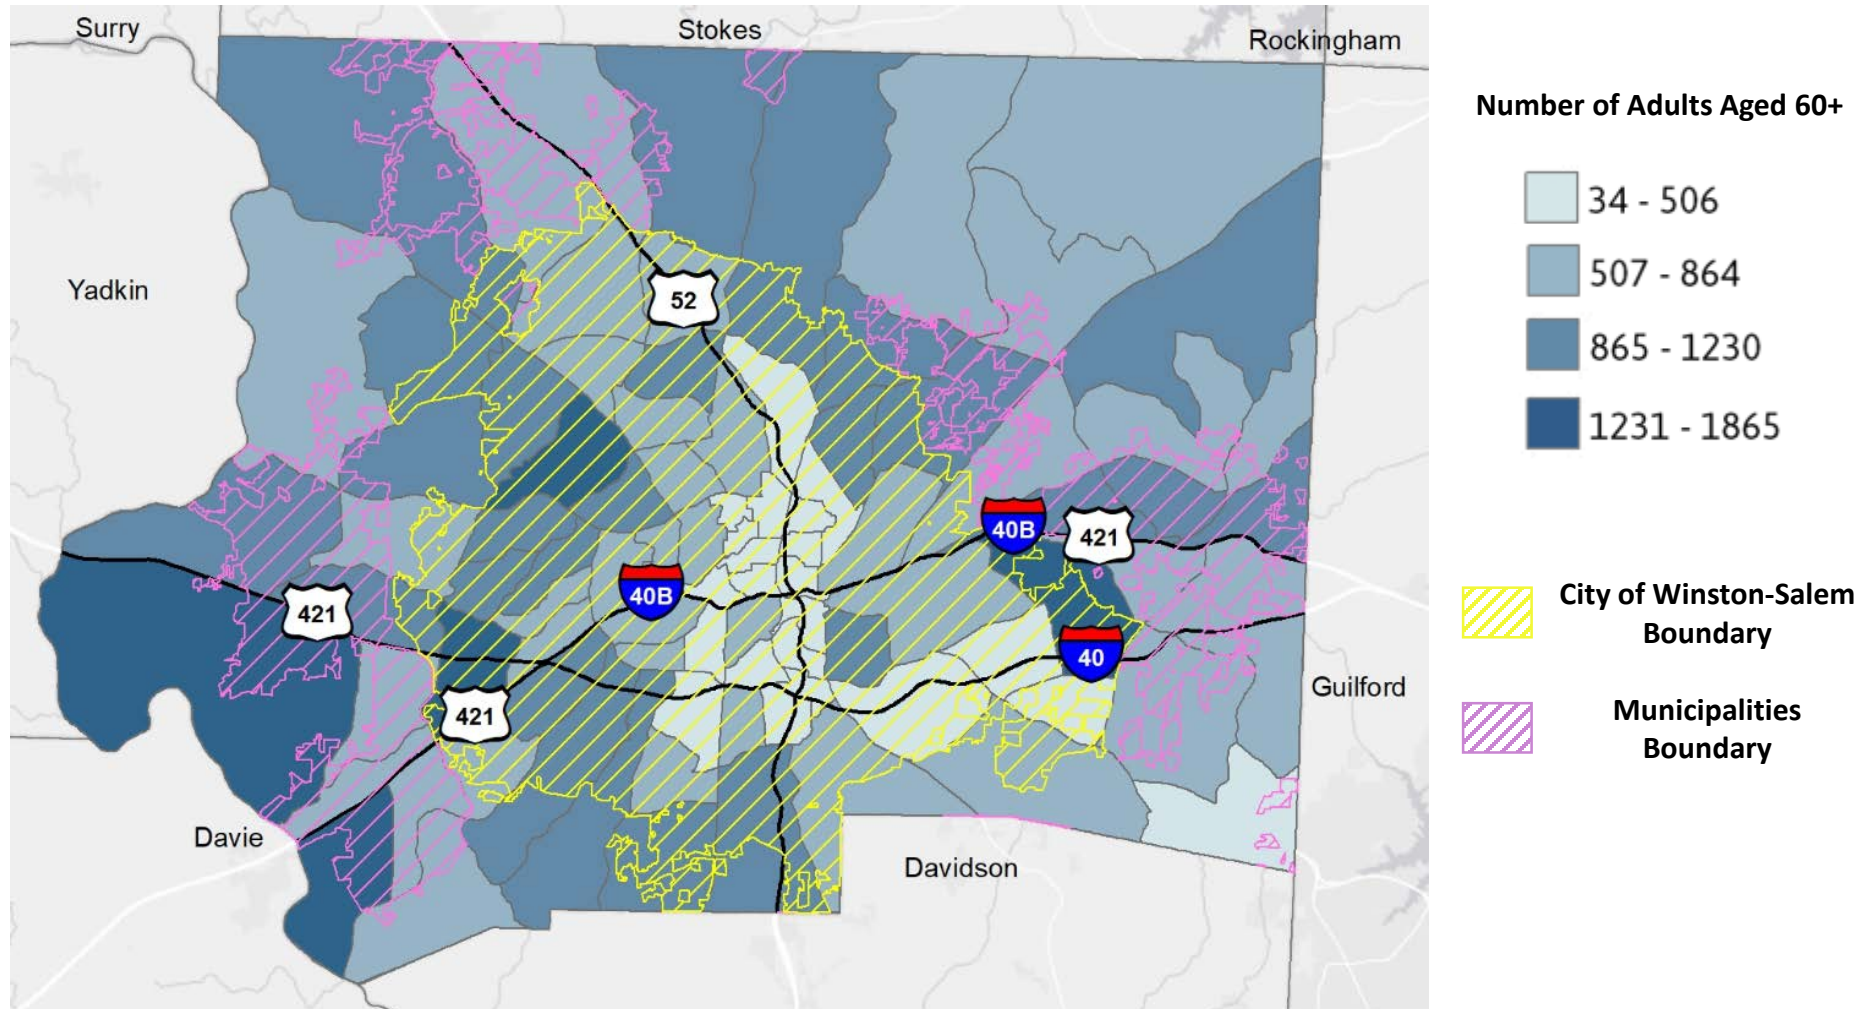 Surry
Stokes
Rockingham
Yadkin
52
40B
421
40B
421
40
421
Guilford
Davie
Davidson
Number of Adults Aged 60+
34 - 506
507 - 864
865 - 1230
1231 - 1865
City of Winston-Salem
Boundary
Municipalities
Boundary